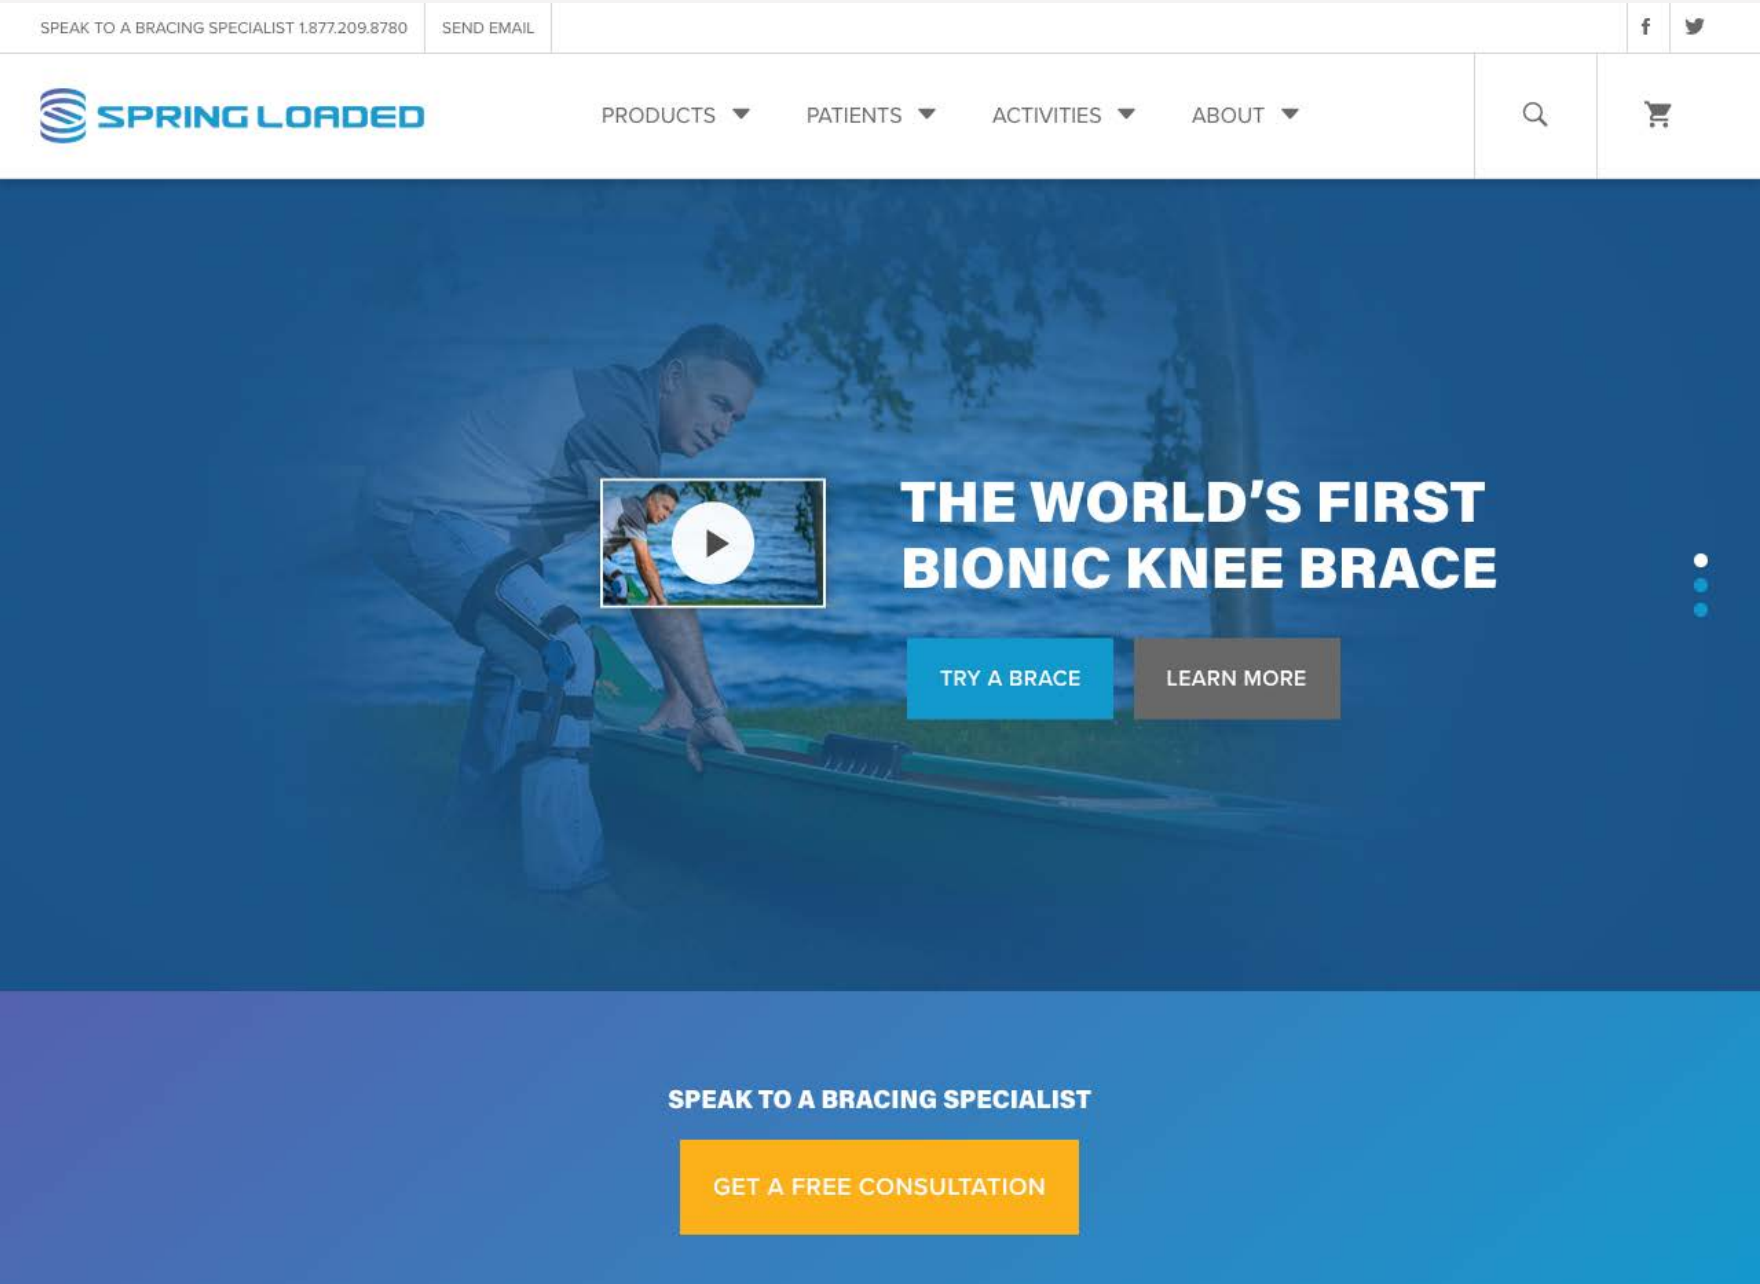 SPEAK TO A BRACING SPECIALIST 1.877.209.8780
SEND EMAIL
SPRING LOADED
PRODUCTS
PATIENTS
ACTIVITIES
ABOUT
THE WORLD'S FIRST
BIONIC KNEE BRACE
TRY A BRACE
LEARN MORE
SPEAK TO A BRACING SPECIALIST
GET A FREE CONSULTATION